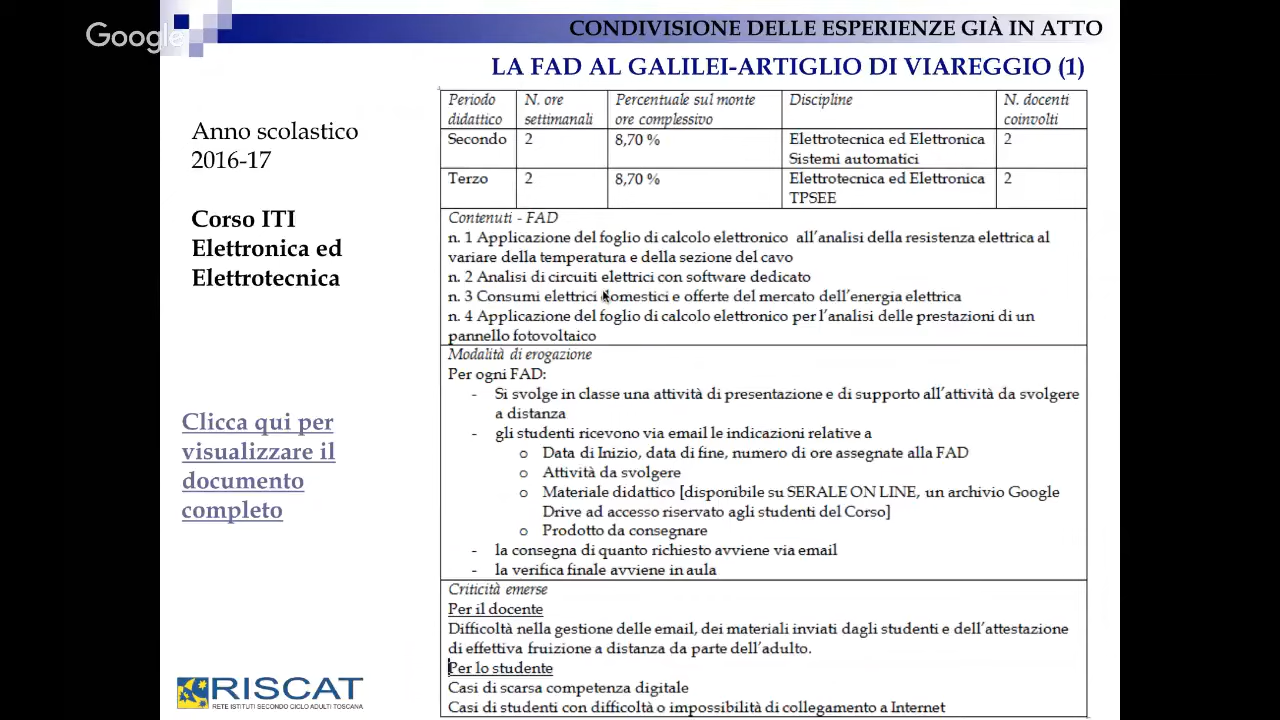 Google
CONDIVISIONE DELLE ESPERIENZE GIÀ IN ATTO
LA FAD AL GALILEI-ARTIGLIO DI VIAREGGIO (1)
Anno scolastico
2016-17
Corso ITI
Elettronica ed
Elettrotecnica
Clicca qui per
visualizzare il
documento
completo
Periodo didattico N. ore settimanali Percentuale sul monte ore complessivo Discipline N. docenti coinvolti
Secondo 2 8,70 % Elettrotecnica ed Elettronica 2
Sistemi automatici
Terzo 2 8,70 % Elettrotecnica ed Elettronica 2
TPSEE
Contenuti - FAD
n. 1 Applicazione del foglio di calcolo elettronico all'analisi della resistenza elettrica al
variare della temperatura e della sezione del cavo
n. 2 Analisi di circuiti elettrici con software dedicato
n. 3 Consumi elettrici domestici e offerte del mercato dell'energia elettrica
n. 4 Applicazione del foglio di calcolo elettronico per l'analisi delle prestazioni di un
pannello fotovoltaico
Modalità di erogazione
Per ogni FAD:
- Si svolge in classe una attività di presentazione e di supporto all'attività da svolgere
a distanza
- gli studenti ricevono via email le indicazioni relative a
o Data di Inizio, data di fine, numero di ore assegnate alla FAD
o Attività da svolgere
o Materiale didattico [disponibile su SERALE ON LINE, un archivio Google
Drive ad accesso riservato agli studenti del Corso]
o Prodotto da consegnare
- la consegna di quanto richiesto avviene via email
- la verifica finale avviene in aula
Criticità emerse
Per il docente
Difficoltà nella gestione delle email, dei materiali inviati dagli studenti e dell'attestazione
di effettiva fruizione a distanza da parte dell'adulto.
Per lo studente
Casi di scarsa competenza digitale
Casi di studenti con difficoltà o impossibilità di collegamento a Internet
RISCAT
RETE ISTITUTI SECONDO CICLO ADULTI TOSCANA